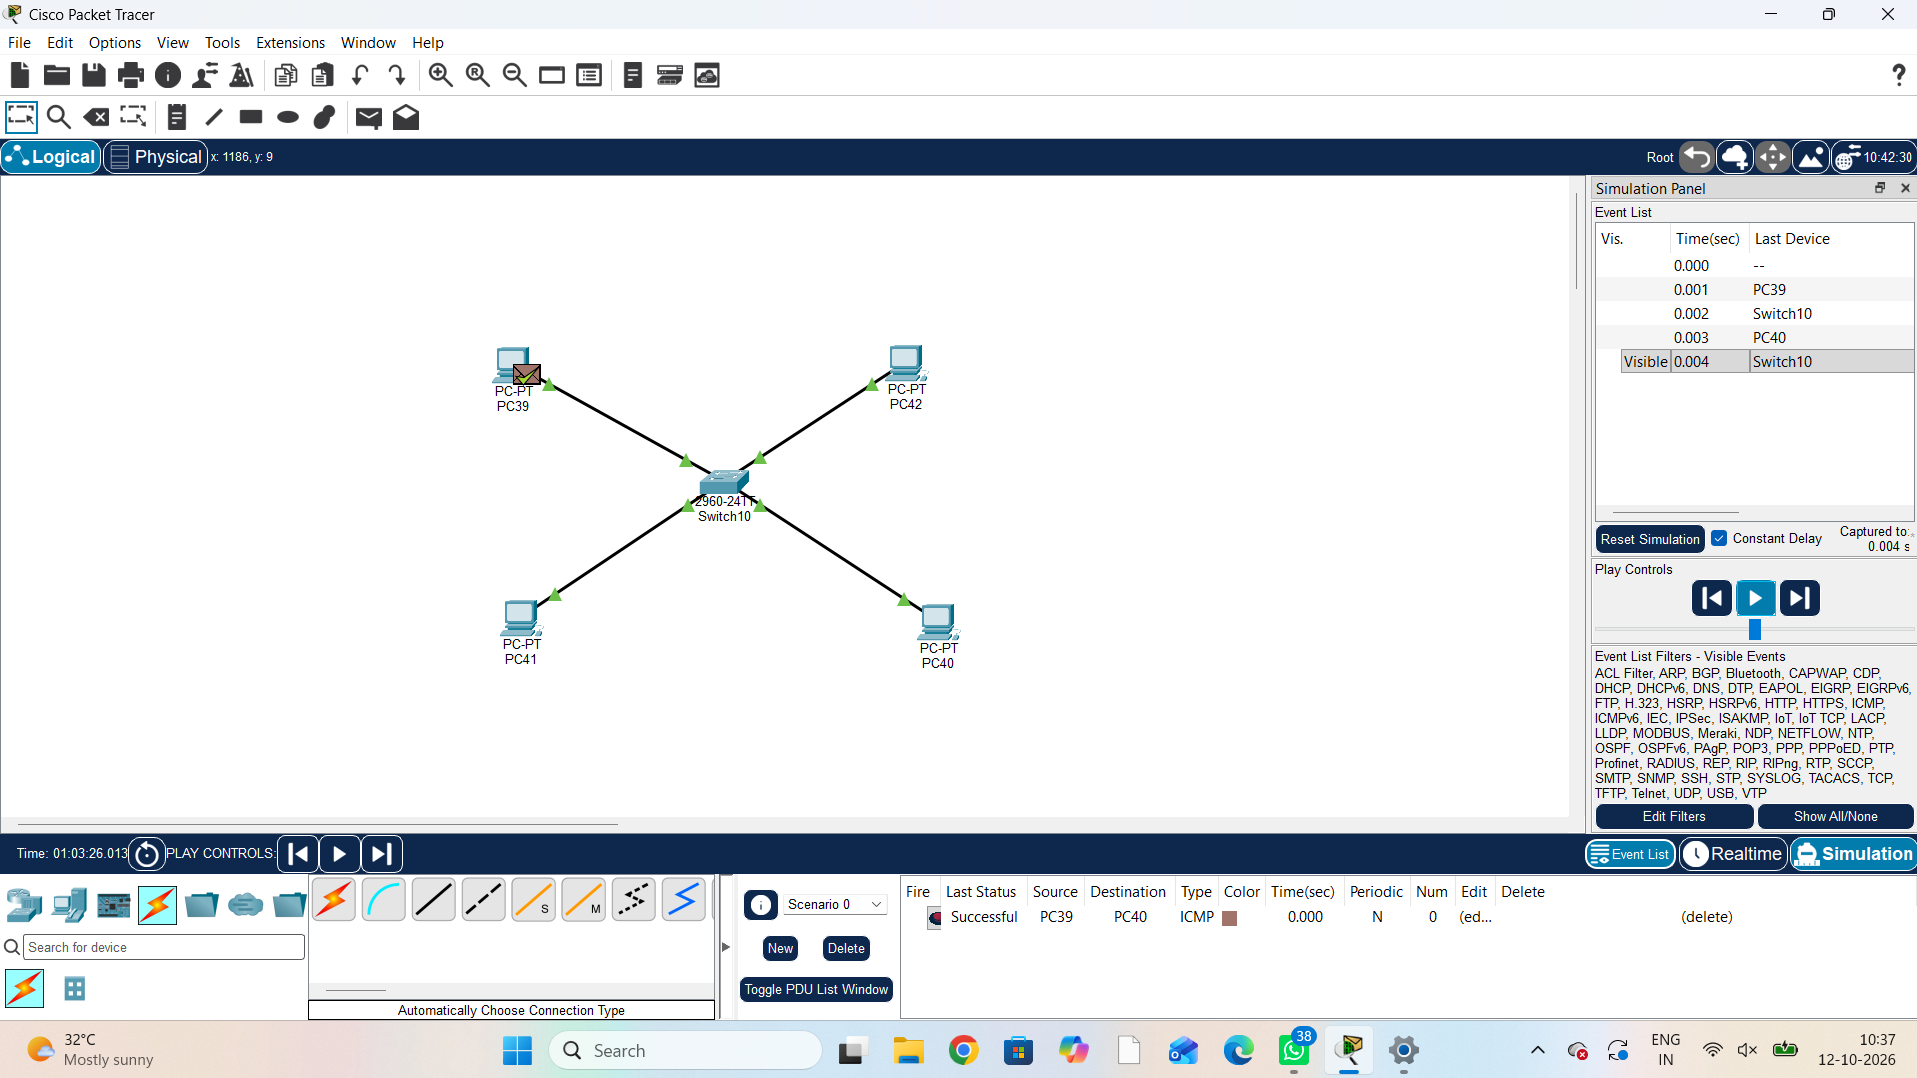 Cisco Packet Tracer
File Edit Options View Tools Extensions Window Help
Logical Physical x: 1186, y: 9 Root 10:42:30
Simulation Panel
Event List
Vis. Time(sec) Last Device
0.000 --
0.001 PC39
0.002 Switch10
0.003 PC40
Visible 0.004 Switch10
PC-PT
PC39
PC-PT
PC42
2960-24TT
Switch10
PC-PT
PC41
PC-PT
PC40
Reset Simulation Constant Delay Captured to:
0.004 s
Play Controls
Event List Filters - Visible Events
ACL Filter, ARP, BGP, Bluetooth, CAPWAP, CDP,
DHCP, DHCPv6, DNS, DTP, EAPOL, EIGRP, EIGRPv6,
FTP, H.323, HSRP, HSRPv6, HTTP, HTTPS, ICMP,
ICMPv6, IEC, IPSec, ISAKMP, IoT, IoT TCP, LACP,
LLDP, MODBUS, Meraki, NDP, NETFLOW, NTP,
OSPF, OSPFv6, PAgP, POP3, PPP, PPPoED, PTP,
Profinet, RADIUS, REP, RIP, RIPng, RTP, SCCP,
SMTP, SNMP, SSH, STP, SYSLOG, TACACS, TCP,
TFTP, Telnet, UDP, USB, VTP
Edit Filters Show All/None
Time: 01:03:26.013 PLAY CONTROLS: Event List Realtime Simulation
S M
Search for device
Automatically Choose Connection Type
Scenario 0
New Delete
Toggle PDU List Window
Fire Last Status Source Destination Type Color Time(sec) Periodic Num Edit Delete
Successful PC39 PC40 ICMP 0.000 N 0 (ed... (delete)
32°C
Mostly sunny
Search
38
ENG
IN
10:37
12-10-2026